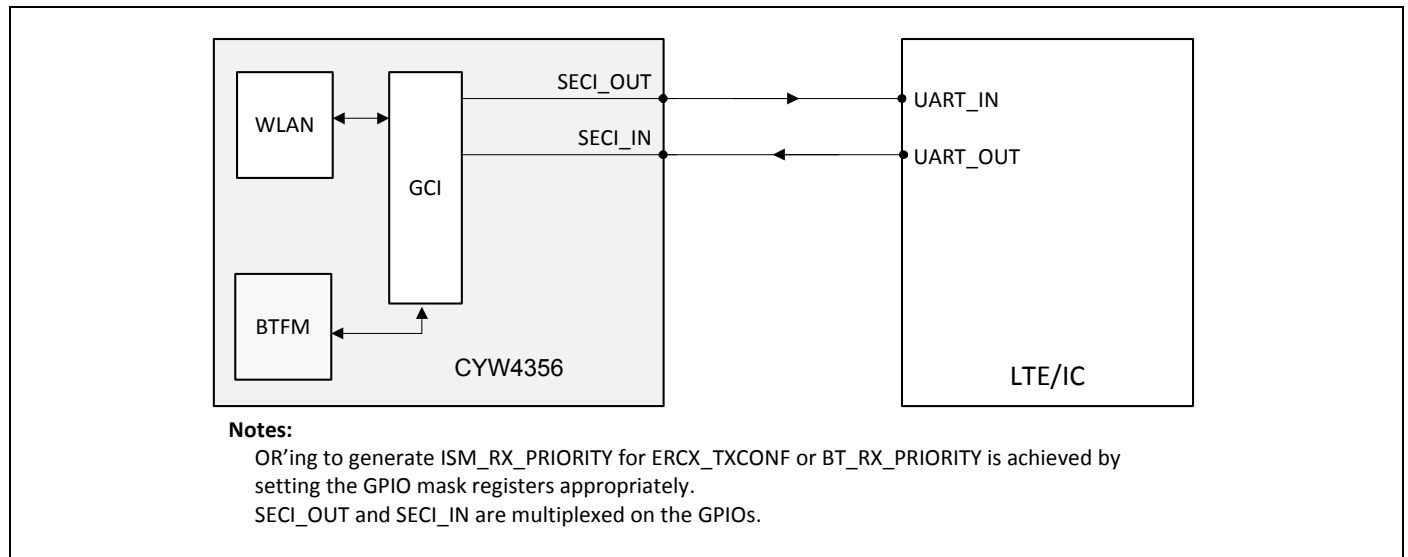 SECI_OUT
UART_IN
WLAN
SECI_IN
UART_OUT
GCI
BTFM
CYW4356
LTE/IC
Notes:
OR’ing to generate ISM_RX_PRIORITY for ERCX_TXCONF or BT_RX_PRIORITY is achieved by
setting the GPIO mask registers appropriately.
SECI_OUT and SECI_IN are multiplexed on the GPIOs.